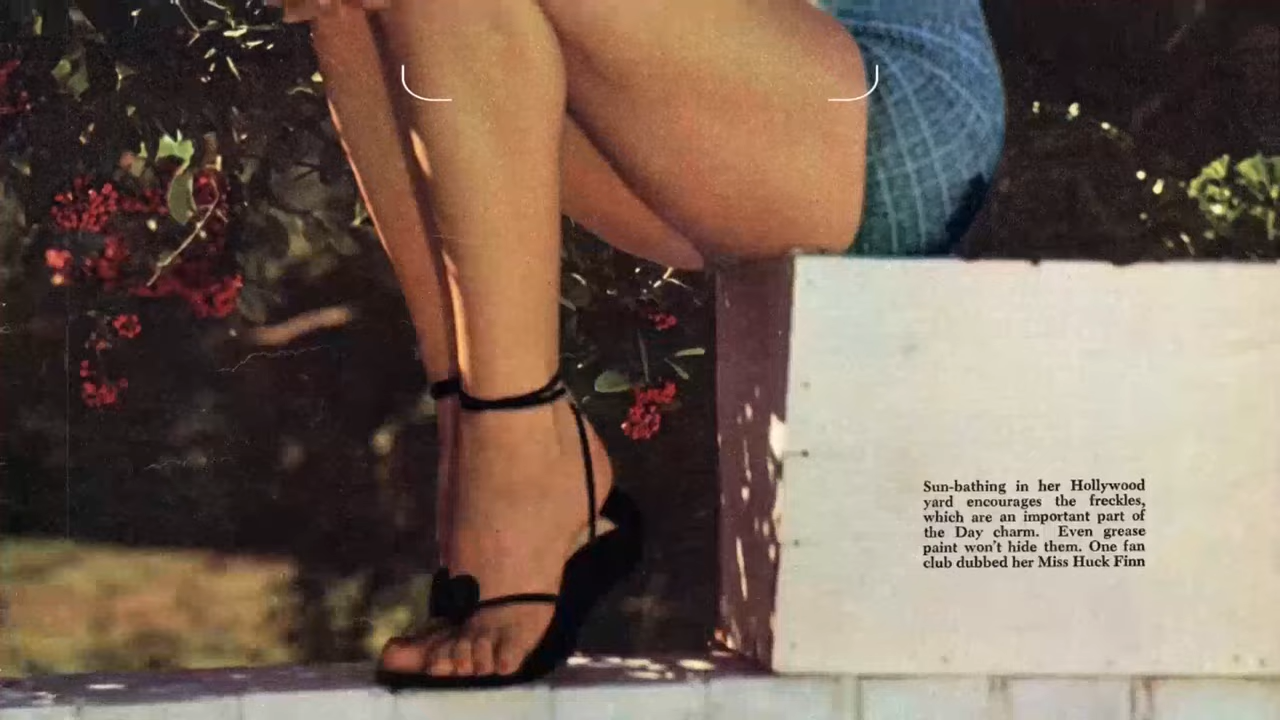 Sun-bathing in her Hollywood
yard encourages the freckles,
which are an important part of
the Day charm. Even grease
paint won't hide them. One fan
club dubbed her Miss Huck Finn